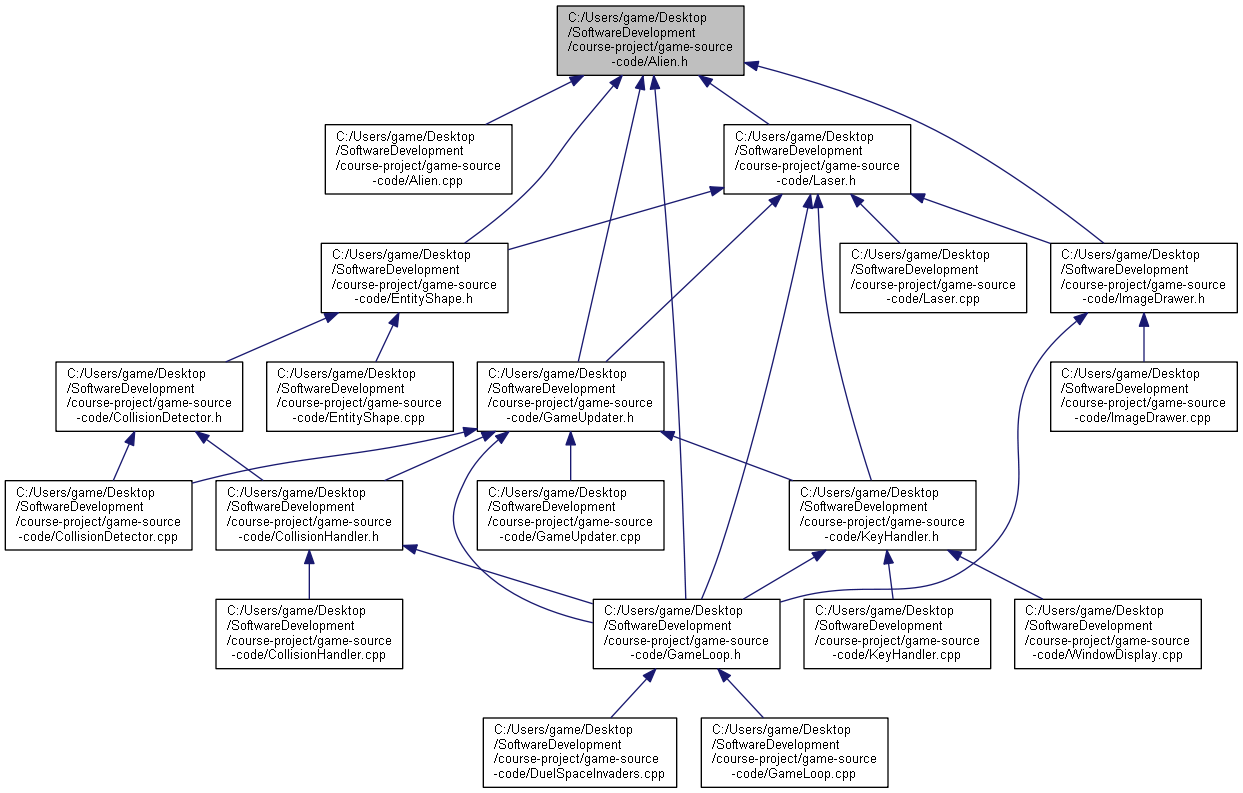 C:/Users/game/Desktop
/SoftwareDevelopment
/course-project/game-source
-code/Alien.h
C:/Users/game/Desktop
/SoftwareDevelopment
/course-project/game-source
-code/Alien.cpp
C:/Users/game/Desktop
/SoftwareDevelopment
/course-project/game-source
-code/Laser.h
C:/Users/game/Desktop
/SoftwareDevelopment
/course-project/game-source
-code/EntityShape.h
C:/Users/game/Desktop
/SoftwareDevelopment
/course-project/game-source
-code/Laser.cpp
C:/Users/game/Desktop
/SoftwareDevelopment
/course-project/game-source
-code/ImageDrawer.h
C:/Users/game/Desktop
/SoftwareDevelopment
/course-project/game-source
-code/CollisionDetector.h
C:/Users/game/Desktop
/SoftwareDevelopment
/course-project/game-source
-code/EntityShape.cpp
C:/Users/game/Desktop
/SoftwareDevelopment
/course-project/game-source
-code/GameUpdater.h
C:/Users/game/Desktop
/SoftwareDevelopment
/course-project/game-source
-code/ImageDrawer.cpp
C:/Users/game/Desktop
/SoftwareDevelopment
/course-project/game-source
-code/CollisionDetector.cpp
C:/Users/game/Desktop
/SoftwareDevelopment
/course-project/game-source
-code/CollisionHandler.h
C:/Users/game/Desktop
/SoftwareDevelopment
/course-project/game-source
-code/GameUpdater.cpp
C:/Users/game/Desktop
/SoftwareDevelopment
/course-project/game-source
-code/KeyHandler.h
C:/Users/game/Desktop
/SoftwareDevelopment
/course-project/game-source
-code/CollisionHandler.cpp
C:/Users/game/Desktop
/SoftwareDevelopment
/course-project/game-source
-code/GameLoop.h
C:/Users/game/Desktop
/SoftwareDevelopment
/course-project/game-source
-code/KeyHandler.cpp
C:/Users/game/Desktop
/SoftwareDevelopment
/course-project/game-source
-code/WindowDisplay.cpp
C:/Users/game/Desktop
/SoftwareDevelopment
/course-project/game-source
-code/DuelSpaceInvaders.cpp
C:/Users/game/Desktop
/SoftwareDevelopment
/course-project/game-source
-code/GameLoop.cpp